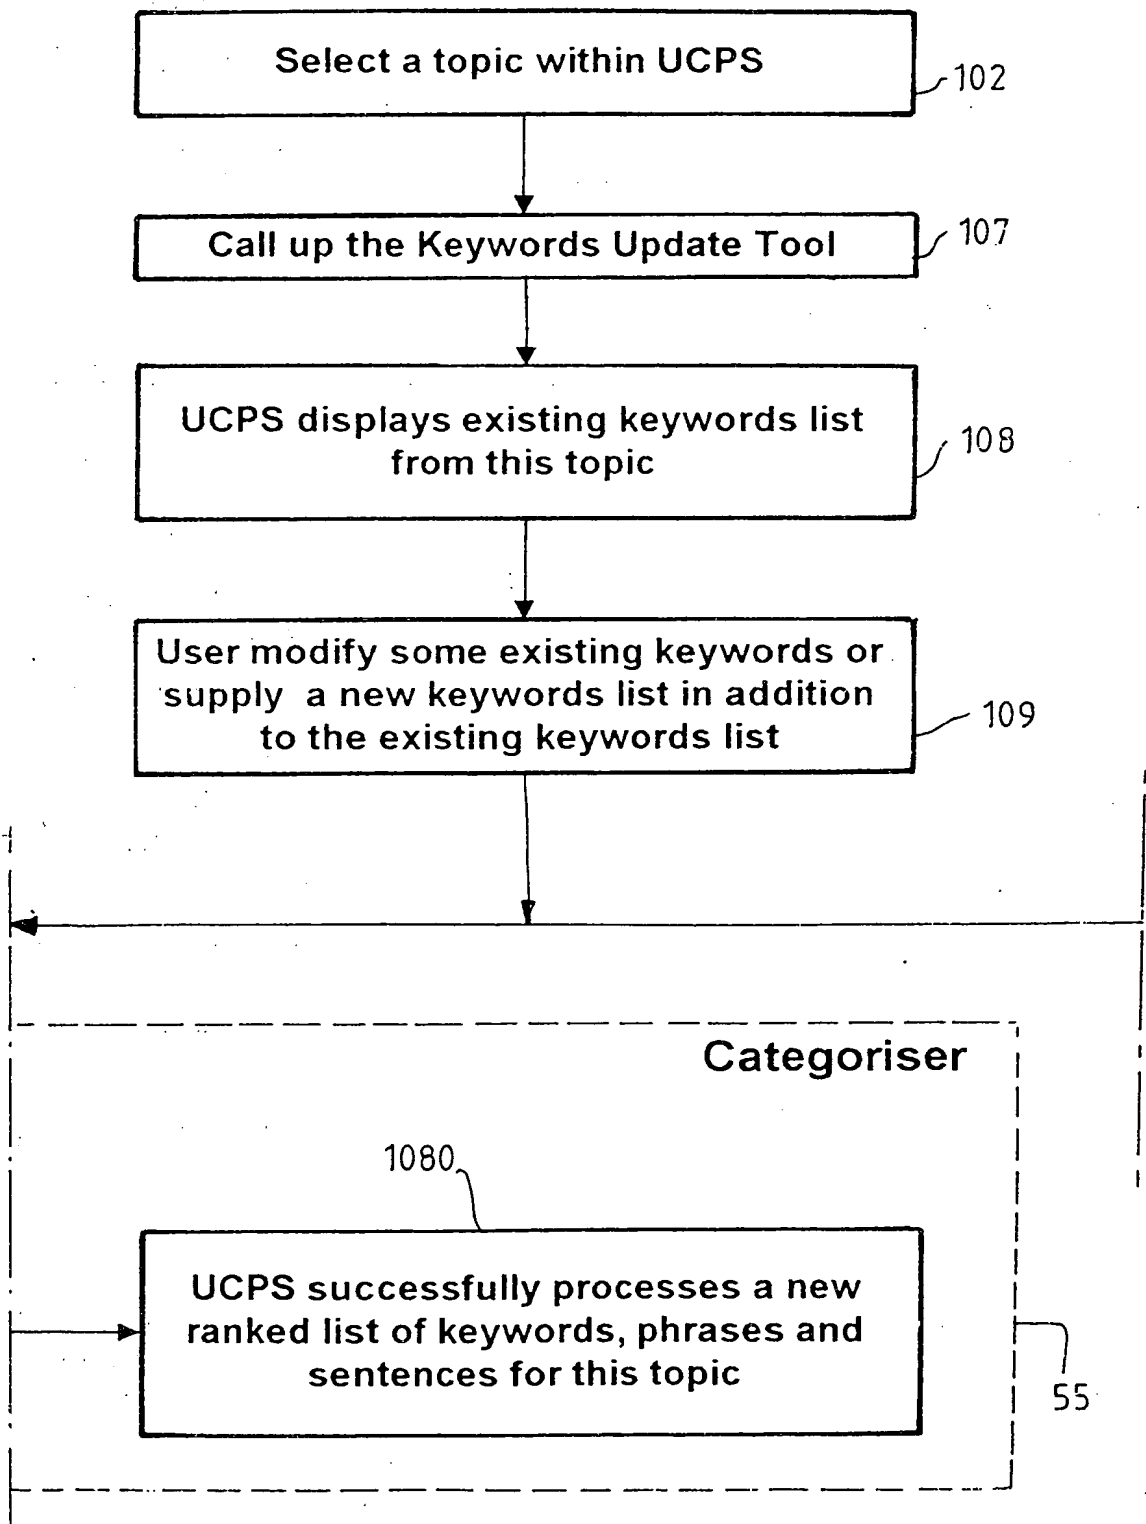 Select a topic within UCPS
102
Call up the Keywords Update Tool
107
UCPS displays existing keywords list
from this topic
108
User modify some existing keywords or
supply a new keywords list in addition
to the existing keywords list
109
Categoriser
1080
UCPS successfully processes a new
ranked list of keywords, phrases and
sentences for this topic
55